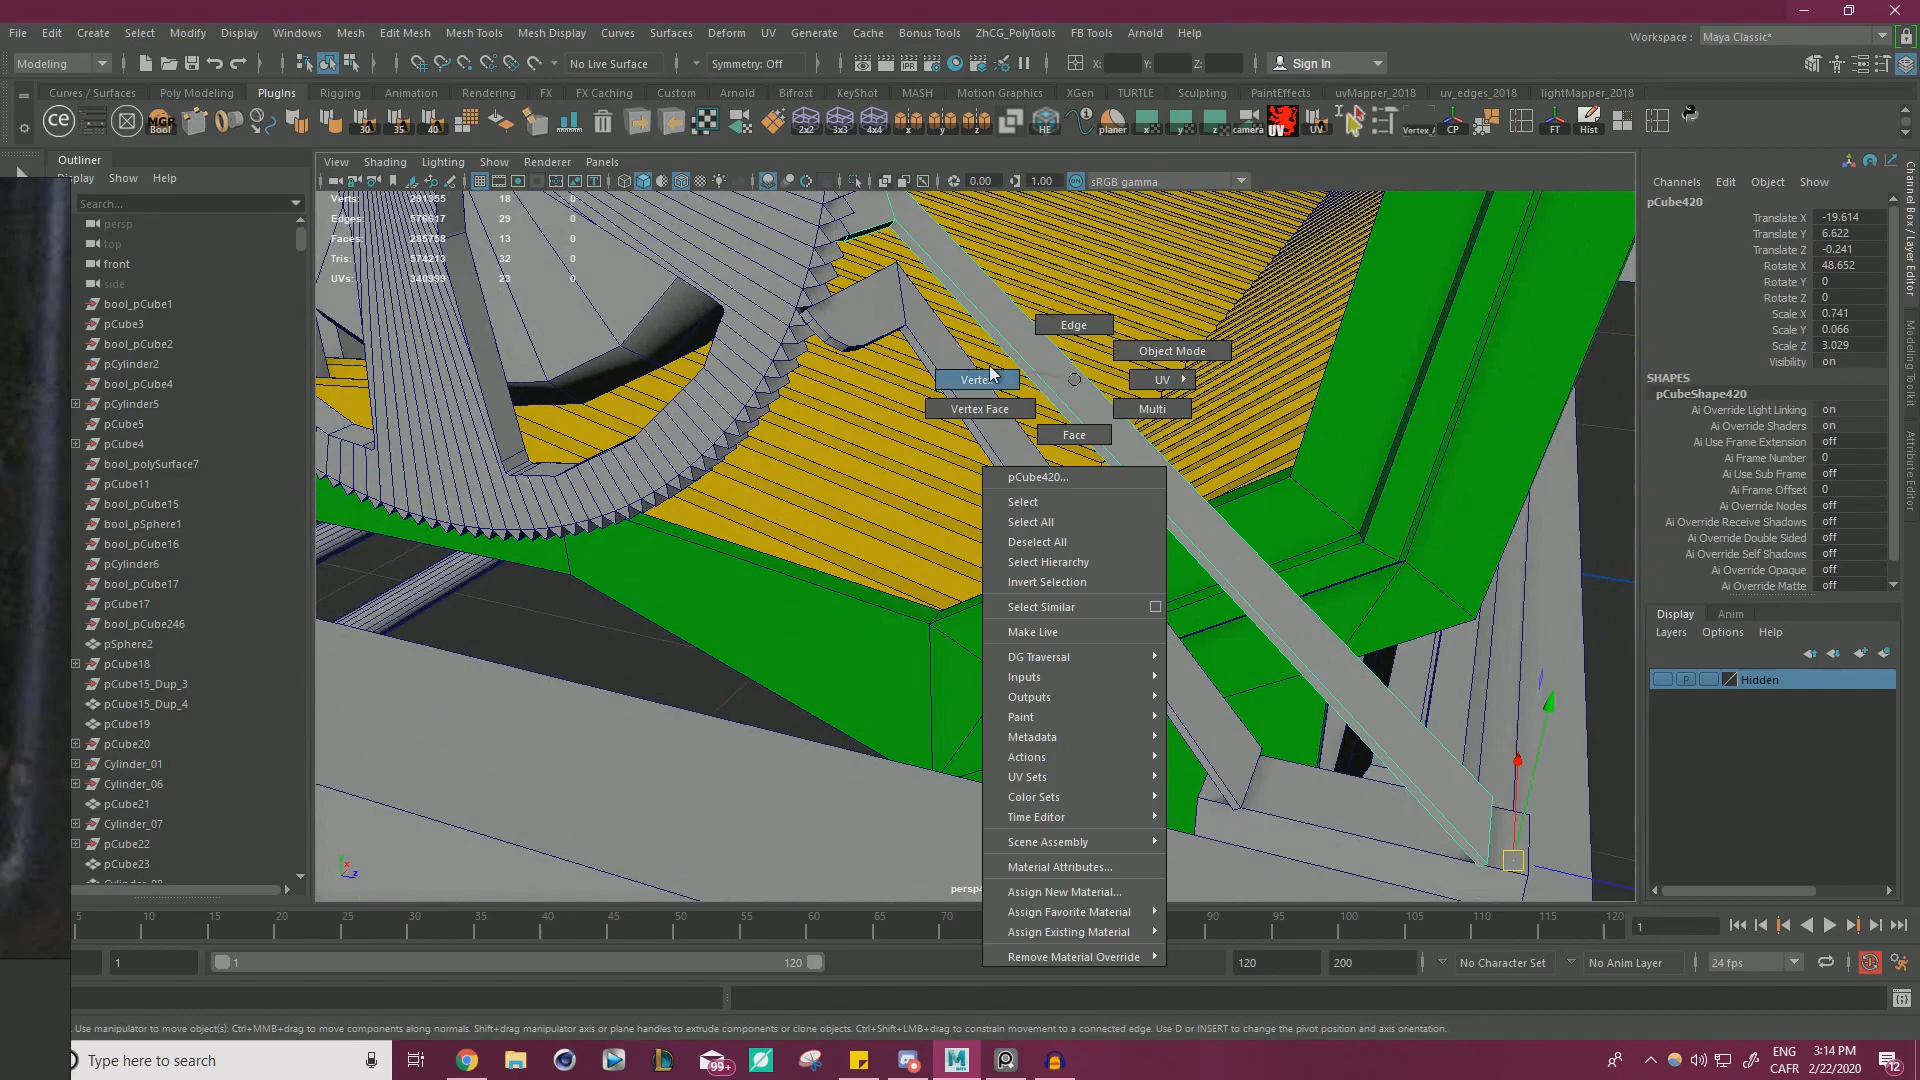 File Edit Create Select Modify Display Windows Mesh Edit Mesh Mesh Tools Mesh Display Curves Surfaces Deform UV Generate Cache Bonus Tools ZhCG_PolyTools FB Tools Arnold Help
Workspace : Maya Classic*
Modeling
No Live Surface
Symmetry: Off
X:
Y:
Z:
Sign In
Curves / Surfaces Poly Modeling PlugIns Rigging Animation Rendering FX FX Caching Custom Arnold Bifrost KeyShot MASH Motion Graphics XGen TURTLE Sculpting PaintEffects uvMapper_2018 uv_edges_2018 lightMapper_2018
Outliner
Display Show Help
Search...
persp
top
front
side
bool_pCube1
pCube3
bool_pCube2
pCylinder2
bool_pCube4
pCylinder5
pCube5
pCube4
bool_polySurface7
pCube11
bool_pCube15
bool_pSphere1
bool_pCube16
pCylinder6
bool_pCube17
pCube17
bool_pCube246
pSphere2
pCube18
pCube15_Dup_3
pCube15_Dup_4
pCube19
pCube20
Cylinder_01
Cylinder_06
pCube21
Cylinder_07
pCube22
pCube23
View Shading Lighting Show Renderer Panels
0.00
1.00
sRGB gamma
Verts: 291355 18 0
Edges: 576617 29 0
Faces: 285758 13 0
Tris: 574213 32 0
UVs: 340999 23 0
Edge
Object Mode
UV
Multi
Face
Vertex Face
pCube420...
Select
Select All
Deselect All
Select Hierarchy
Invert Selection
Select Similar
Make Live
DG Traversal
Inputs
Outputs
Paint
Metadata
Actions
UV Sets
Color Sets
Time Editor
Scene Assembly
Material Attributes...
Assign New Material...
Assign Favorite Material
Assign Existing Material
Remove Material Override
Channels Edit Object Show
pCube420
Translate X -19.614
Translate Y 6.622
Translate Z -0.241
Rotate X 48.652
Rotate Y 0
Rotate Z 0
Scale X 0.741
Scale Y 0.066
Scale Z 3.029
Visibility on
SHAPES
pCubeShape420
Ai Override Light Linking on
Ai Override Shaders on
Ai Use Frame Extension off
Ai Frame Number 0
Ai Use Sub Frame off
Ai Frame Offset 0
Ai Override Nodes off
Ai Override Receive Shadows off
Ai Override Double Sided off
Ai Override Self Shadows off
Ai Override Opaque off
Ai Override Matte off
Channel Box / Layer Editor
Modeling Toolkit
Attribute Editor
Display Anim
Layers Options Help
P Hidden
5 10 15 20 25 30 35 40 45 50 55 60 65 70 90 95 100 105 110 115 120
1
1
1
120
120
200
No Character Set
No Anim Layer
24 fps
Use manipulator to move object(s). Ctrl+MMB+drag to move components along normals. Shift+drag manipulator axis or plane handles to extrude components or clone objects. Ctrl+Shift+LMB+drag to constrain movement to a connected edge. Use D or INSERT to change the pivot position and axis orientation.
Type here to search
99+
ENG
CAFR
3:14 PM
2/22/2020
12